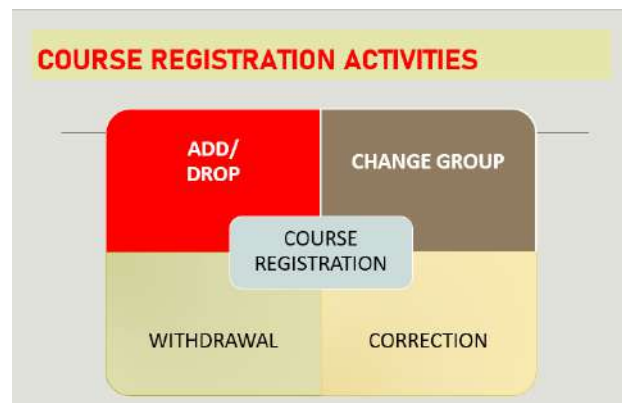 COURSE REGISTRATION ACTIVITIES
ADD/
DROP
CHANGE GROUP
COURSE
REGISTRATION
WITHDRAWAL
CORRECTION